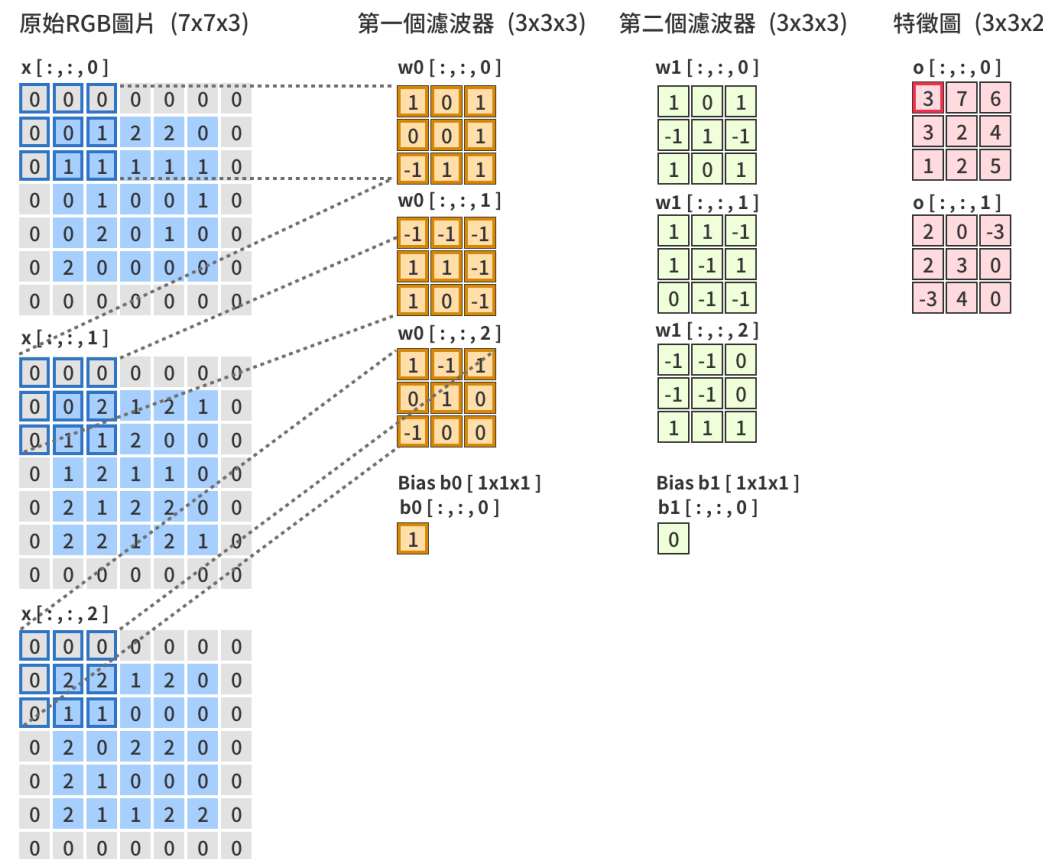 原始RGB圖片 (7x7x3)
x [ : , : , 0 ]
0 0 0 0 0 0 0
0 0 1 2 2 0 0
0 1 1 1 1 1 0
0 0 1 0 0 1 0
0 0 2 0 1 0 0
0 2 0 0 0 0 0
0 0 0 0 0 0 0
x [ : , : , 1 ]
0 0 0 0 0 0 0
0 0 2 1 2 1 0
0 1 1 2 0 0 0
0 1 2 1 1 0 0
0 2 1 2 2 0 0
0 2 2 1 2 1 0
0 0 0 0 0 0 0
x [ : , : , 2 ]
0 0 0 0 0 0 0
0 2 2 1 2 0 0
0 1 1 0 0 0 0
0 2 0 2 2 0 0
0 2 1 0 0 0 0
0 2 1 1 2 2 0
0 0 0 0 0 0 0
第一個濾波器 (3x3x3)
w0 [ : , : , 0 ]
1 0 1
0 0 1
-1 1 1
w0 [ : , : , 1 ]
-1 -1 -1
1 1 -1
1 0 -1
w0 [ : , : , 2 ]
1 -1 1
0 1 0
-1 0 0
Bias b0 [ 1x1x1 ]
b0 [ : , : , 0 ]
1
第二個濾波器 (3x3x3)
w1 [ : , : , 0 ]
1 0 1
-1 1 -1
1 0 1
w1 [ : , : , 1 ]
1 1 -1
1 -1 1
0 -1 -1
w1 [ : , : , 2 ]
-1 -1 0
-1 -1 0
1 1 1
Bias b1 [ 1x1x1 ]
b1 [ : , : , 0 ]
0
特徵圖 (3x3x2
o [ : , : , 0 ]
3 7 6
3 2 4
1 2 5
o [ : , : , 1 ]
2 0 -3
2 3 0
-3 4 0